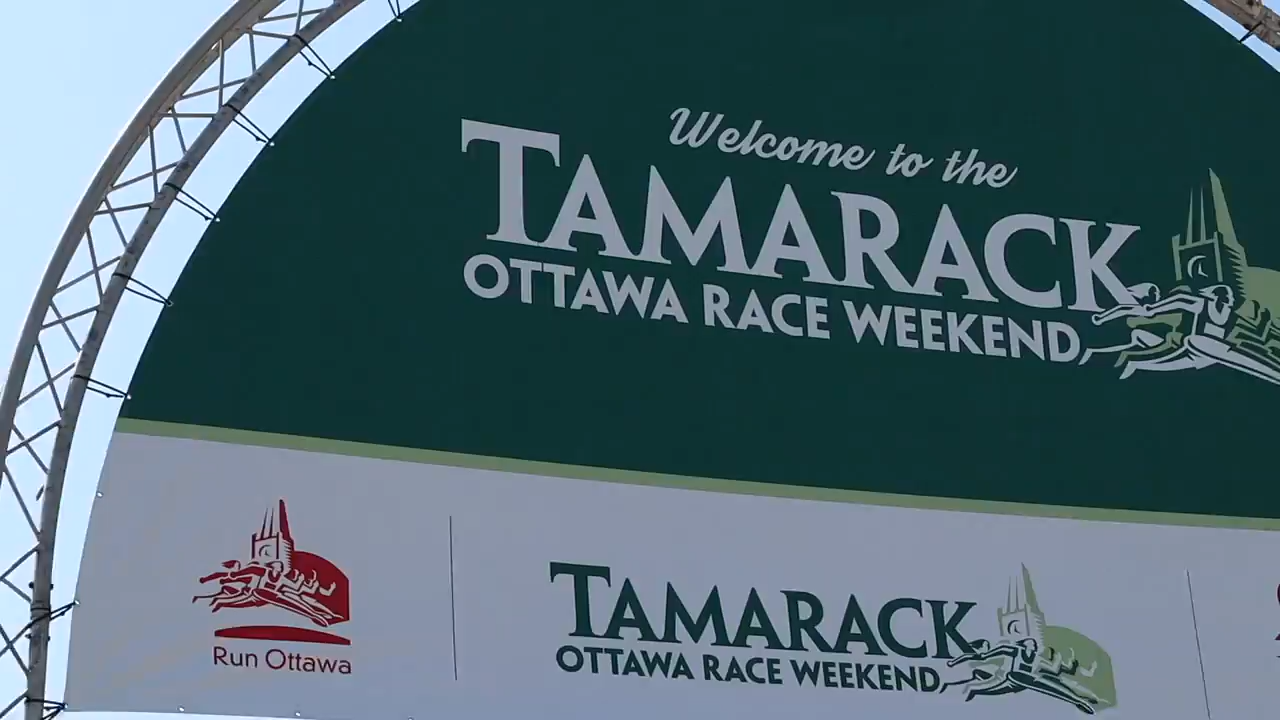 Welcome to the
TAMARACK
OTTAWA RACE WEEKEND
Run Ottawa
TAMARACK
OTTAWA RACE WEEKEND